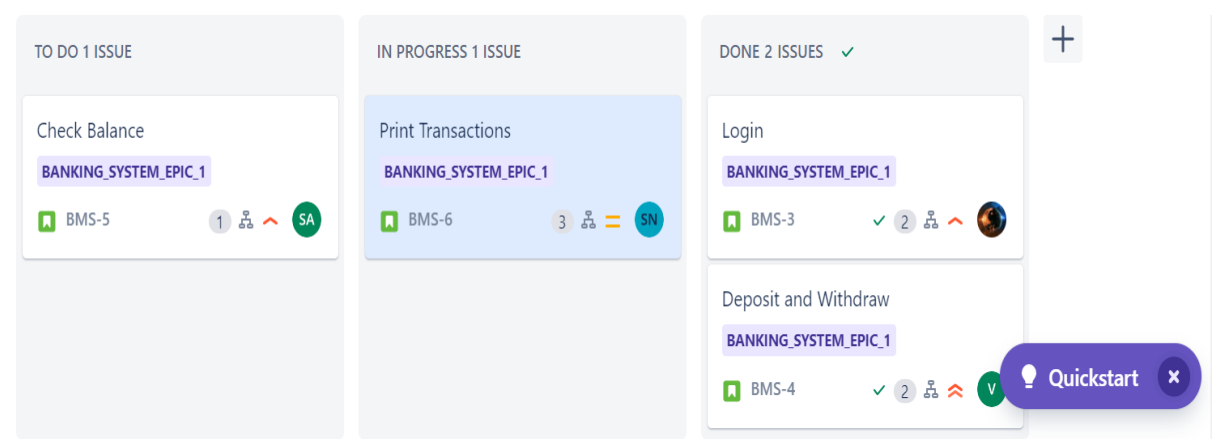 TO DO 1 ISSUE
Check Balance
BANKING_SYSTEM_EPIC_1
BMS-5 1 SA
IN PROGRESS 1 ISSUE
Print Transactions
BANKING_SYSTEM_EPIC_1
BMS-6 3 SN
DONE 2 ISSUES
Login
BANKING_SYSTEM_EPIC_1
BMS-3 2
Deposit and Withdraw
BANKING_SYSTEM_EPIC_1
BMS-4 2 V
Quickstart